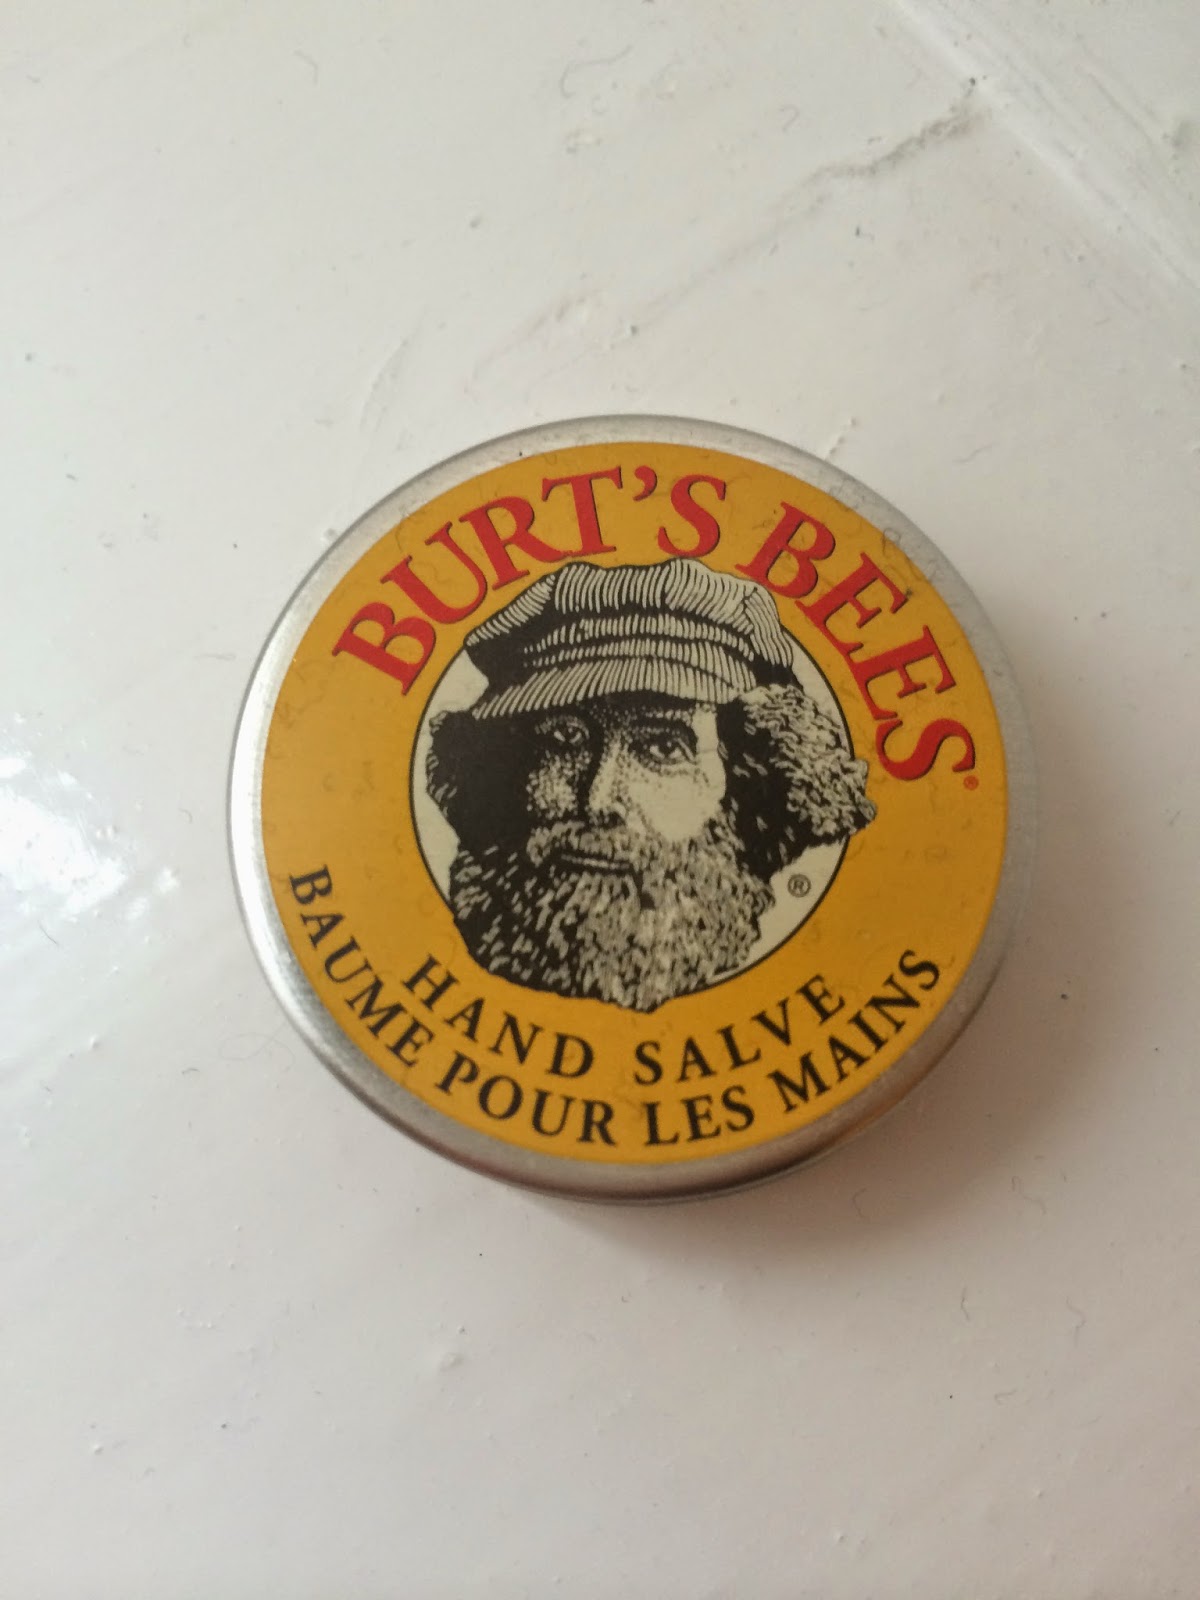 BURT'S BEES®
®
HAND SALVE
BAUME POUR LES MAINS